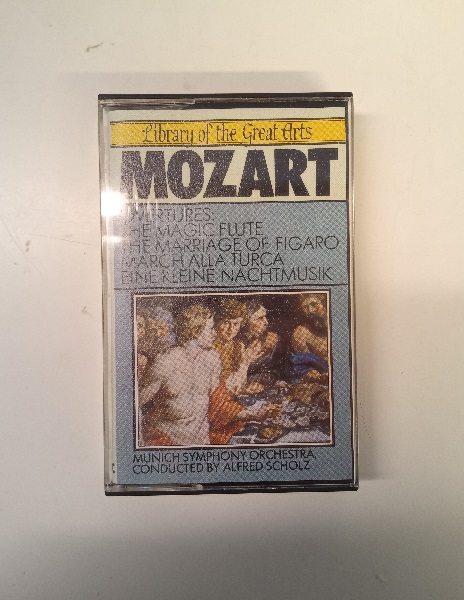 Library of the Great Arts
MOZART
OVERTURES:
THE MAGIC FLUTE
THE MARRIAGE OF FIGARO
MARCH ALLA TURCA
EINE KLEINE NACHTMUSIK
MUNICH SYMPHONY ORCHESTRA,
CONDUCTED BY ALFRED SCHOLZ